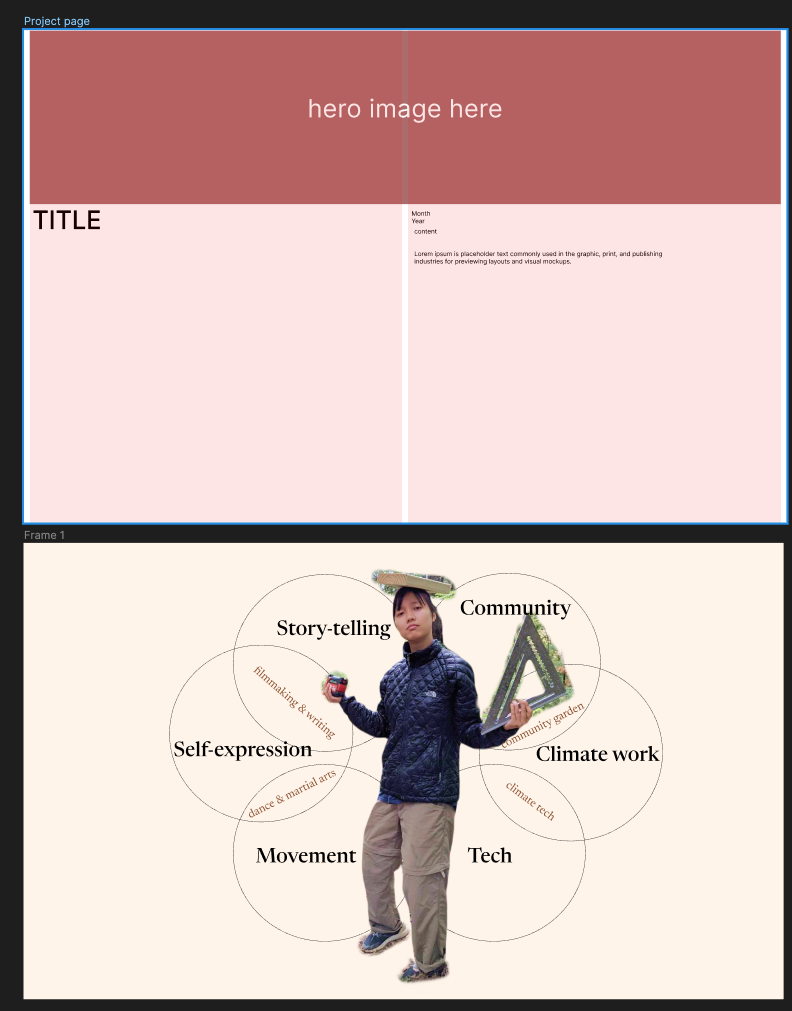 Project page
hero image here
TITLE
Month
Year
content
Lorem ipsum is placeholder text commonly used in the graphic, print, and publishing
industries for previewing layouts and visual mockups.
Frame 1
Community
Story-telling
filmmaking & writing
community garden
Self-expression
Climate work
dance & martial arts
climate tech
Movement
Tech